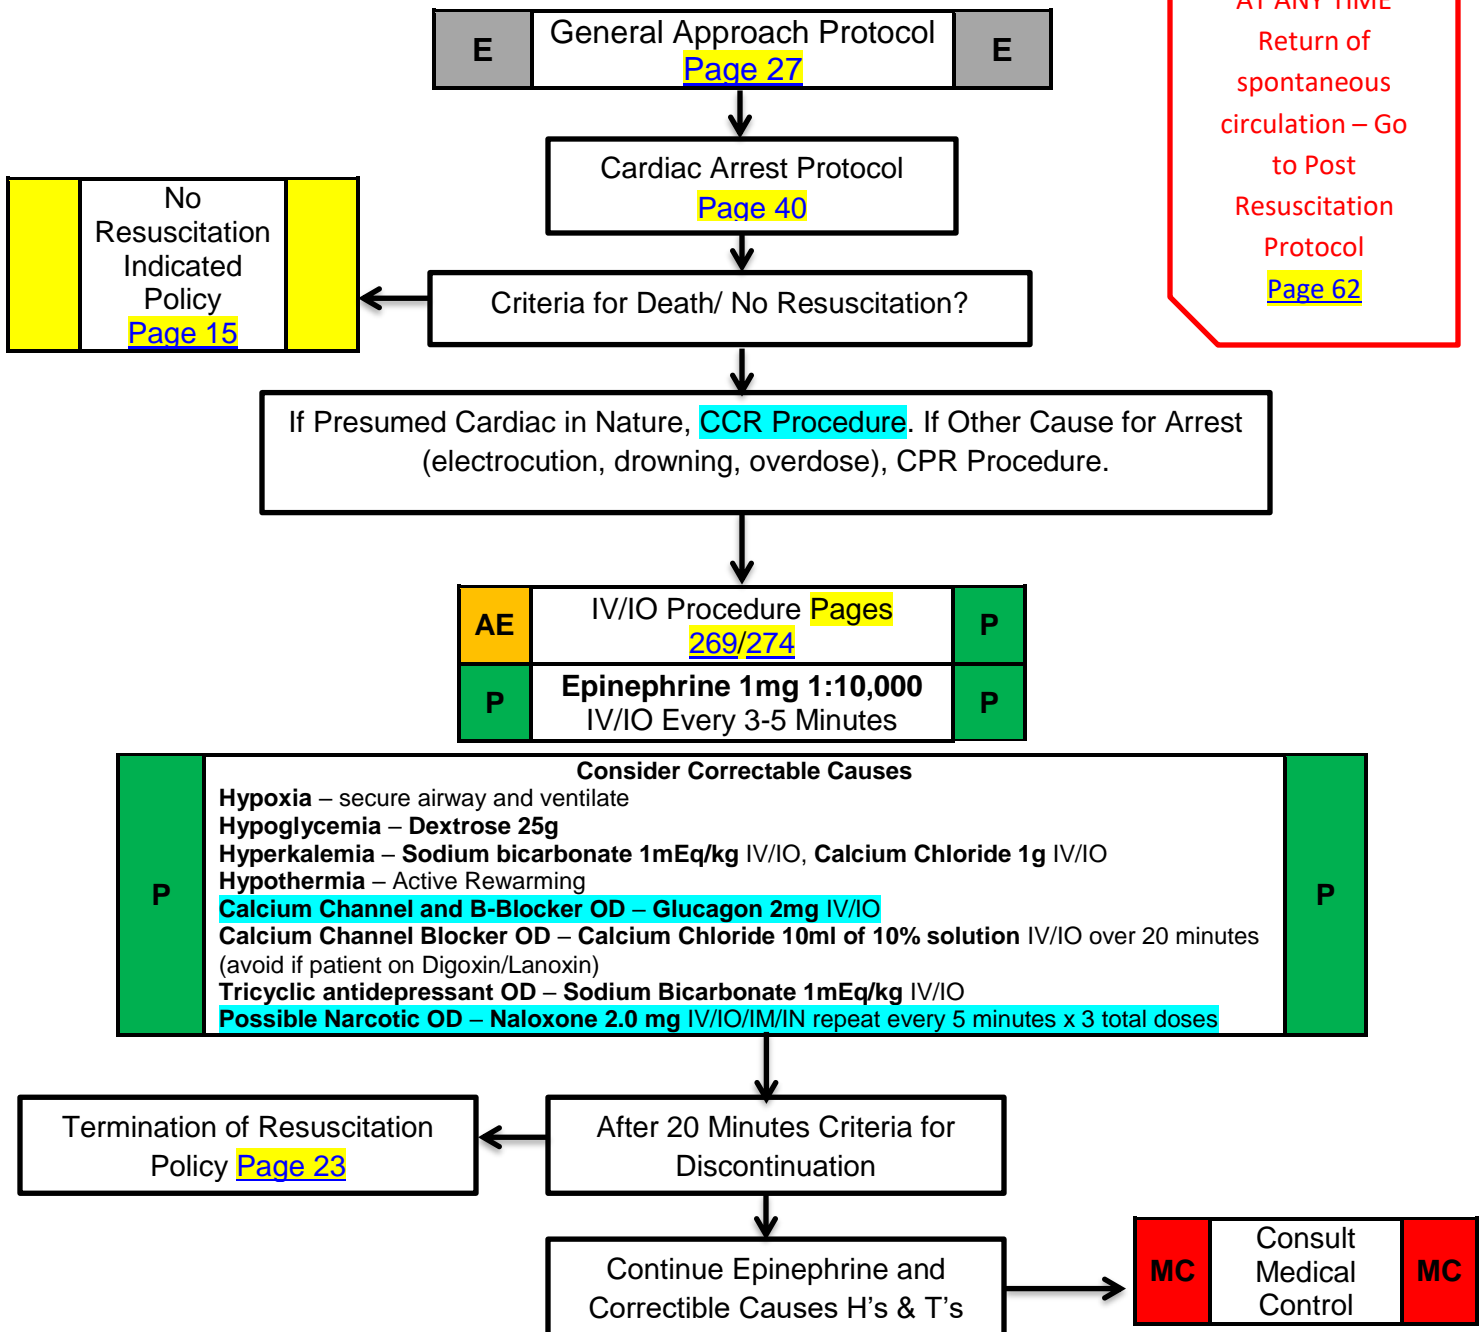 E
General Approach Protocol
Page 27
E
AT ANY TIME
Return of
spontaneous
circulation – Go
to Post
Resuscitation
Protocol
Page 62
Cardiac Arrest Protocol
Page 40
No
Resuscitation
Indicated
Policy
Page 15
Criteria for Death/ No Resuscitation?
If Presumed Cardiac in Nature, CCR Procedure. If Other Cause for Arrest
(electrocution, drowning, overdose), CPR Procedure.
AE
IV/IO Procedure Pages
269/274
P
P
Epinephrine 1mg 1:10,000
IV/IO Every 3-5 Minutes
P
P
Consider Correctable Causes
Hypoxia – secure airway and ventilate
Hypoglycemia – Dextrose 25g
Hyperkalemia – Sodium bicarbonate 1mEq/kg IV/IO, Calcium Chloride 1g IV/IO
Hypothermia – Active Rewarming
Calcium Channel and B-Blocker OD – Glucagon 2mg IV/IO
Calcium Channel Blocker OD – Calcium Chloride 10ml of 10% solution IV/IO over 20 minutes
(avoid if patient on Digoxin/Lanoxin)
Tricyclic antidepressant OD – Sodium Bicarbonate 1mEq/kg IV/IO
Possible Narcotic OD – Naloxone 2.0 mg IV/IO/IM/IN repeat every 5 minutes x 3 total doses
P
Termination of Resuscitation
Policy Page 23
After 20 Minutes Criteria for
Discontinuation
Continue Epinephrine and
Correctible Causes H's & T's
MC
Consult
Medical
Control
MC